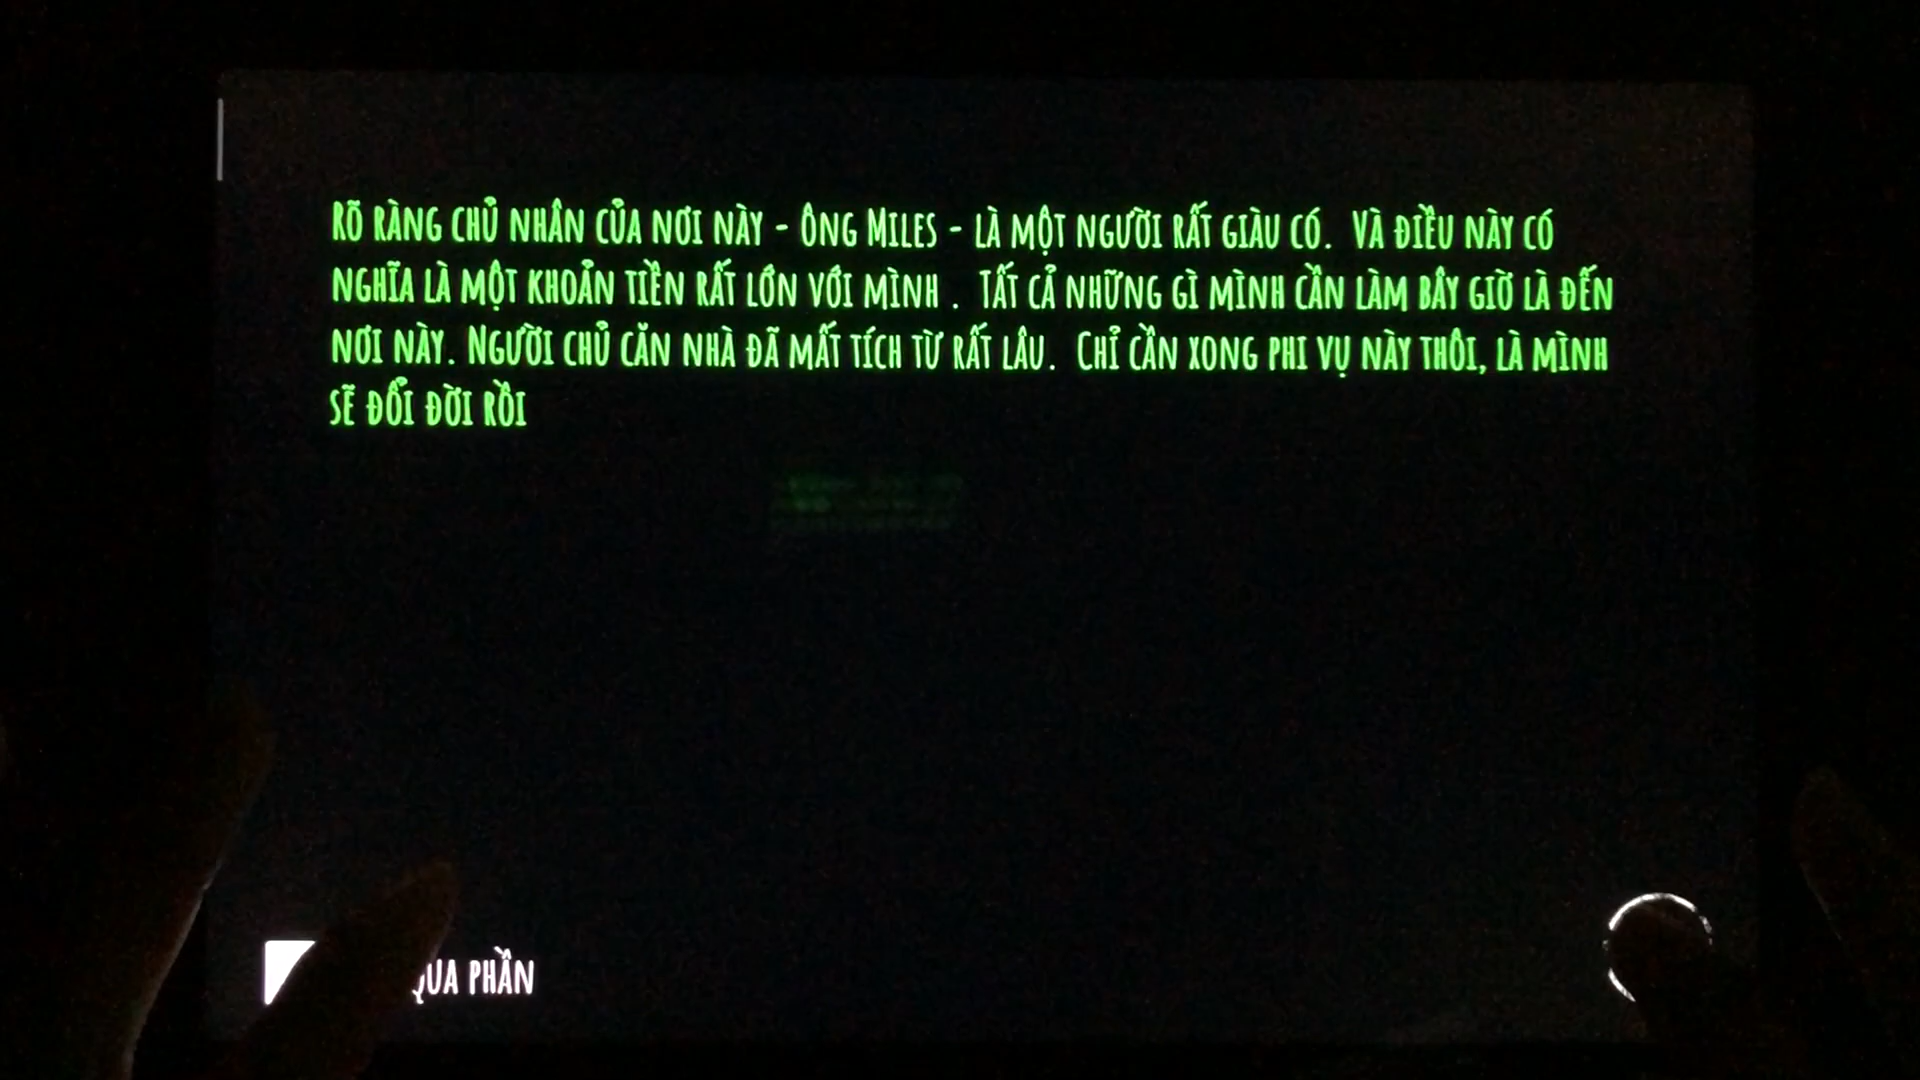 Rõ ràng chủ nhân của nơi này - Ông Miles - là một người rất giàu có. Và điều này có
nghĩa là một khoản tiền rất lớn với mình . Tất cả những gì mình cần làm bây giờ là đến
nơi này. Người chủ căn nhà đã mất tích từ rất lâu. Chỉ cần xong phi vụ này thôi, là mình
sẽ đổi đời rồi
qua phần